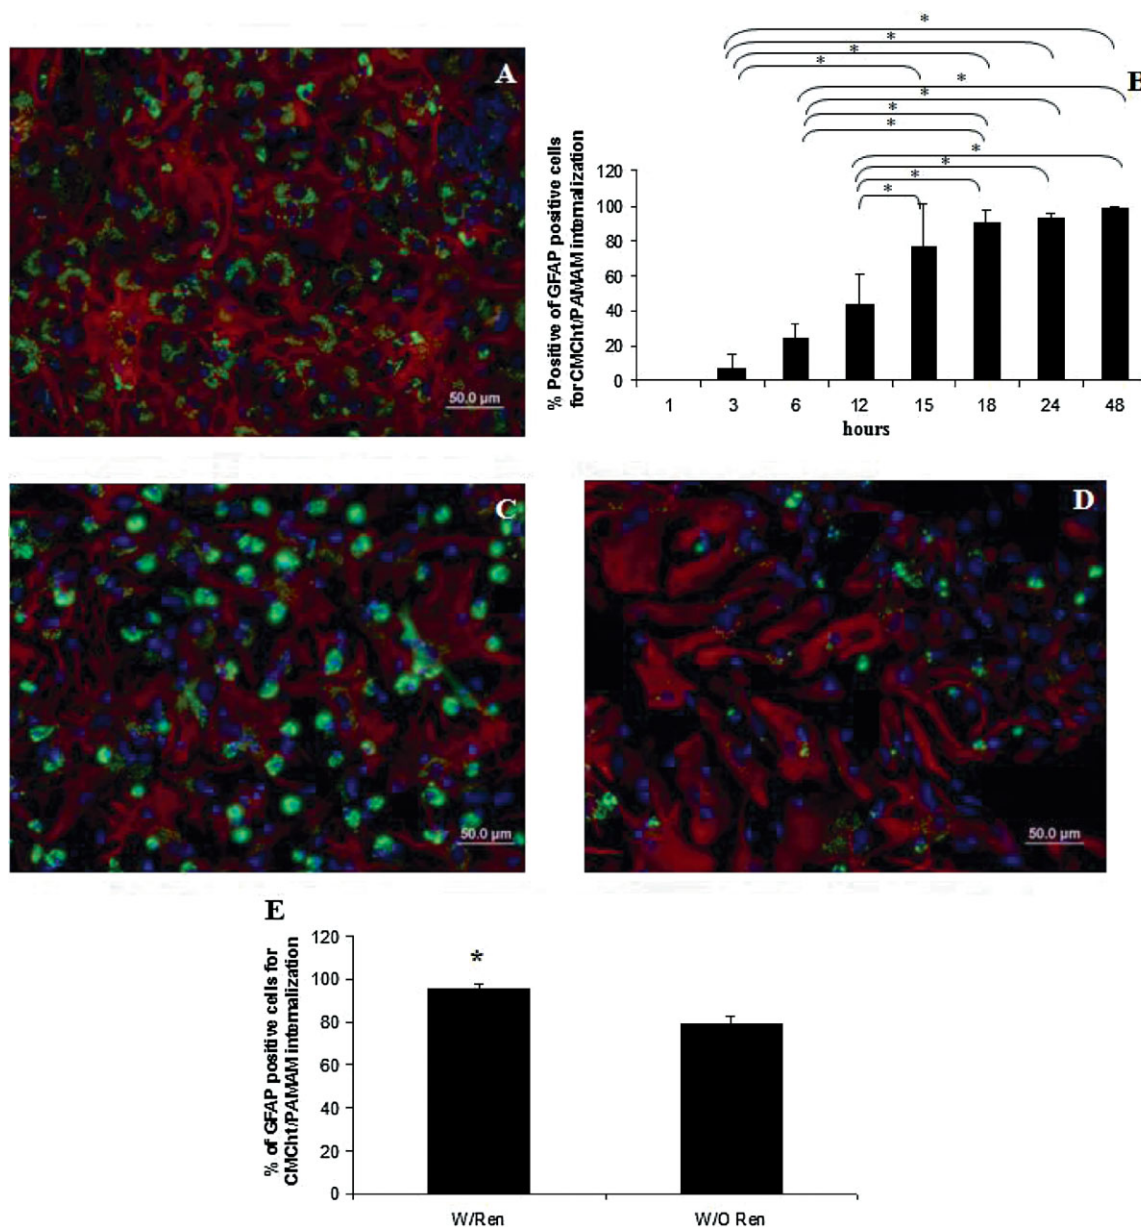 A
50.0 µm
B
* * * *
* * * *
* * * *
% Positive of GFAP positive cells
for CMCht/PAMAM internalization
120
100
80
60
40
20
0
1 3 6 12 15 18 24 48
hours
C
50.0 µm
D
50.0 µm
E
*
% of GFAP positive cells for
CMCht/PAMAM internalization
120
100
80
60
40
20
0
W/Ren W/O Ren